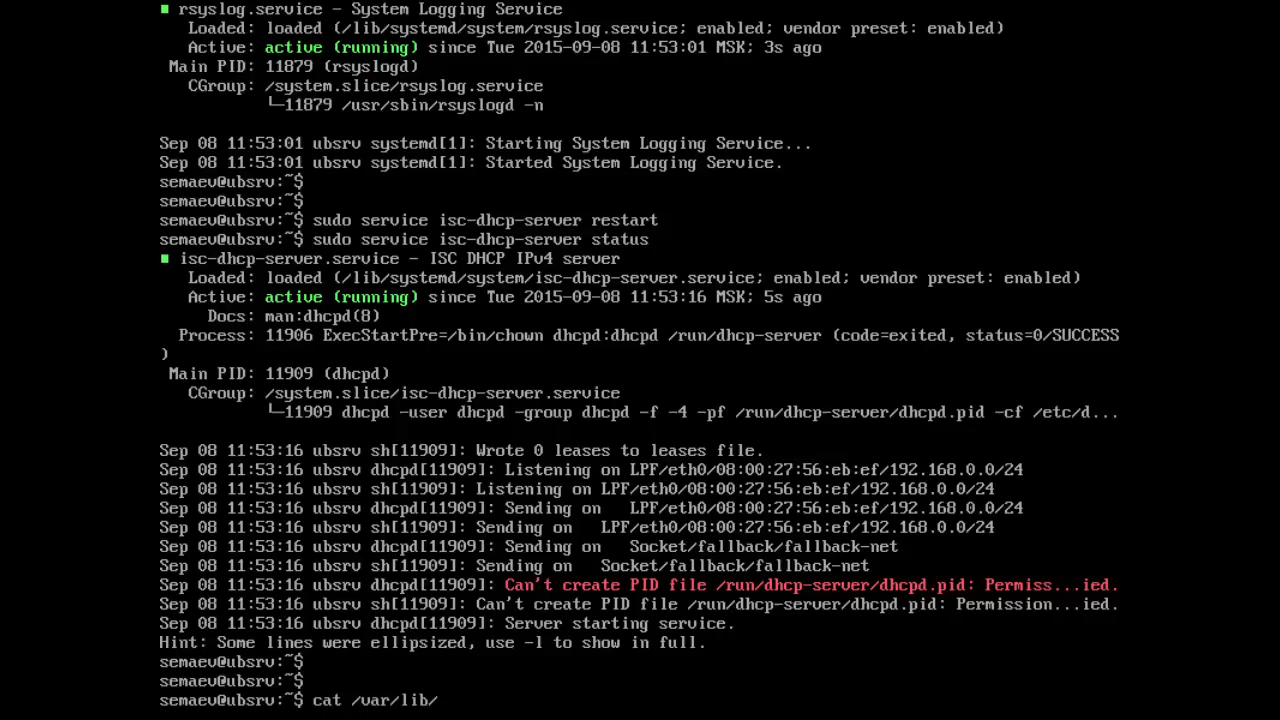 rsyslog.service - System Logging Service
Loaded: loaded (/lib/systemd/system/rsyslog.service; enabled; vendor preset: enabled)
Active: active (running) since Tue 2015-09-08 11:53:01 MSK; 3s ago
Main PID: 11879 (rsyslogd)
CGroup: /system.slice/rsyslog.service
└─11879 /usr/sbin/rsyslogd -n
Sep 08 11:53:01 ubsrv systemd[1]: Starting System Logging Service...
Sep 08 11:53:01 ubsrv systemd[1]: Started System Logging Service.
semaev@ubsrv:~$
semaev@ubsrv:~$
semaev@ubsrv:~$ sudo service isc-dhcp-server restart
semaev@ubsrv:~$ sudo service isc-dhcp-server status
isc-dhcp-server.service - ISC DHCP IPv4 server
Loaded: loaded (/lib/systemd/system/isc-dhcp-server.service; enabled; vendor preset: enabled)
Active: active (running) since Tue 2015-09-08 11:53:16 MSK; 5s ago
Docs: man:dhcpd(8)
Process: 11906 ExecStartPre=/bin/chown dhcpd:dhcpd /run/dhcp-server (code=exited, status=0/SUCCESS
)
Main PID: 11909 (dhcpd)
CGroup: /system.slice/isc-dhcp-server.service
└─11909 dhcpd -user dhcpd -group dhcpd -f -4 -pf /run/dhcp-server/dhcpd.pid -cf /etc/d...
Sep 08 11:53:16 ubsrv sh[11909]: Wrote 0 leases to leases file.
Sep 08 11:53:16 ubsrv dhcpd[11909]: Listening on LPF/eth0/08:00:27:56:eb:ef/192.168.0.0/24
Sep 08 11:53:16 ubsrv sh[11909]: Listening on LPF/eth0/08:00:27:56:eb:ef/192.168.0.0/24
Sep 08 11:53:16 ubsrv dhcpd[11909]: Sending on   LPF/eth0/08:00:27:56:eb:ef/192.168.0.0/24
Sep 08 11:53:16 ubsrv sh[11909]: Sending on   LPF/eth0/08:00:27:56:eb:ef/192.168.0.0/24
Sep 08 11:53:16 ubsrv dhcpd[11909]: Sending on   Socket/fallback/fallback-net
Sep 08 11:53:16 ubsrv sh[11909]: Sending on   Socket/fallback/fallback-net
Sep 08 11:53:16 ubsrv dhcpd[11909]: Can't create PID file /run/dhcp-server/dhcpd.pid: Permiss...ied.
Sep 08 11:53:16 ubsrv sh[11909]: Can't create PID file /run/dhcp-server/dhcpd.pid: Permission...ied.
Sep 08 11:53:16 ubsrv dhcpd[11909]: Server starting service.
Hint: Some lines were ellipsized, use -l to show in full.
semaev@ubsrv:~$
semaev@ubsrv:~$
semaev@ubsrv:~$ cat /var/lib/